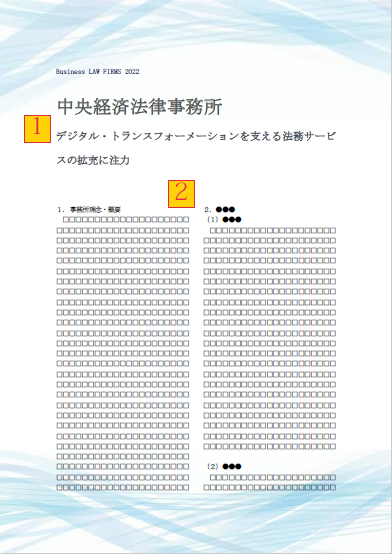 Business LAW FIRMS 2022
中央経済法律事務所
1
デジタル・トランスフォーメーションを支える法務サービ
スの拡充に注力
2
1. 事務所理念・概要
2. ●●●
(1) ●●●
(2) ●●●